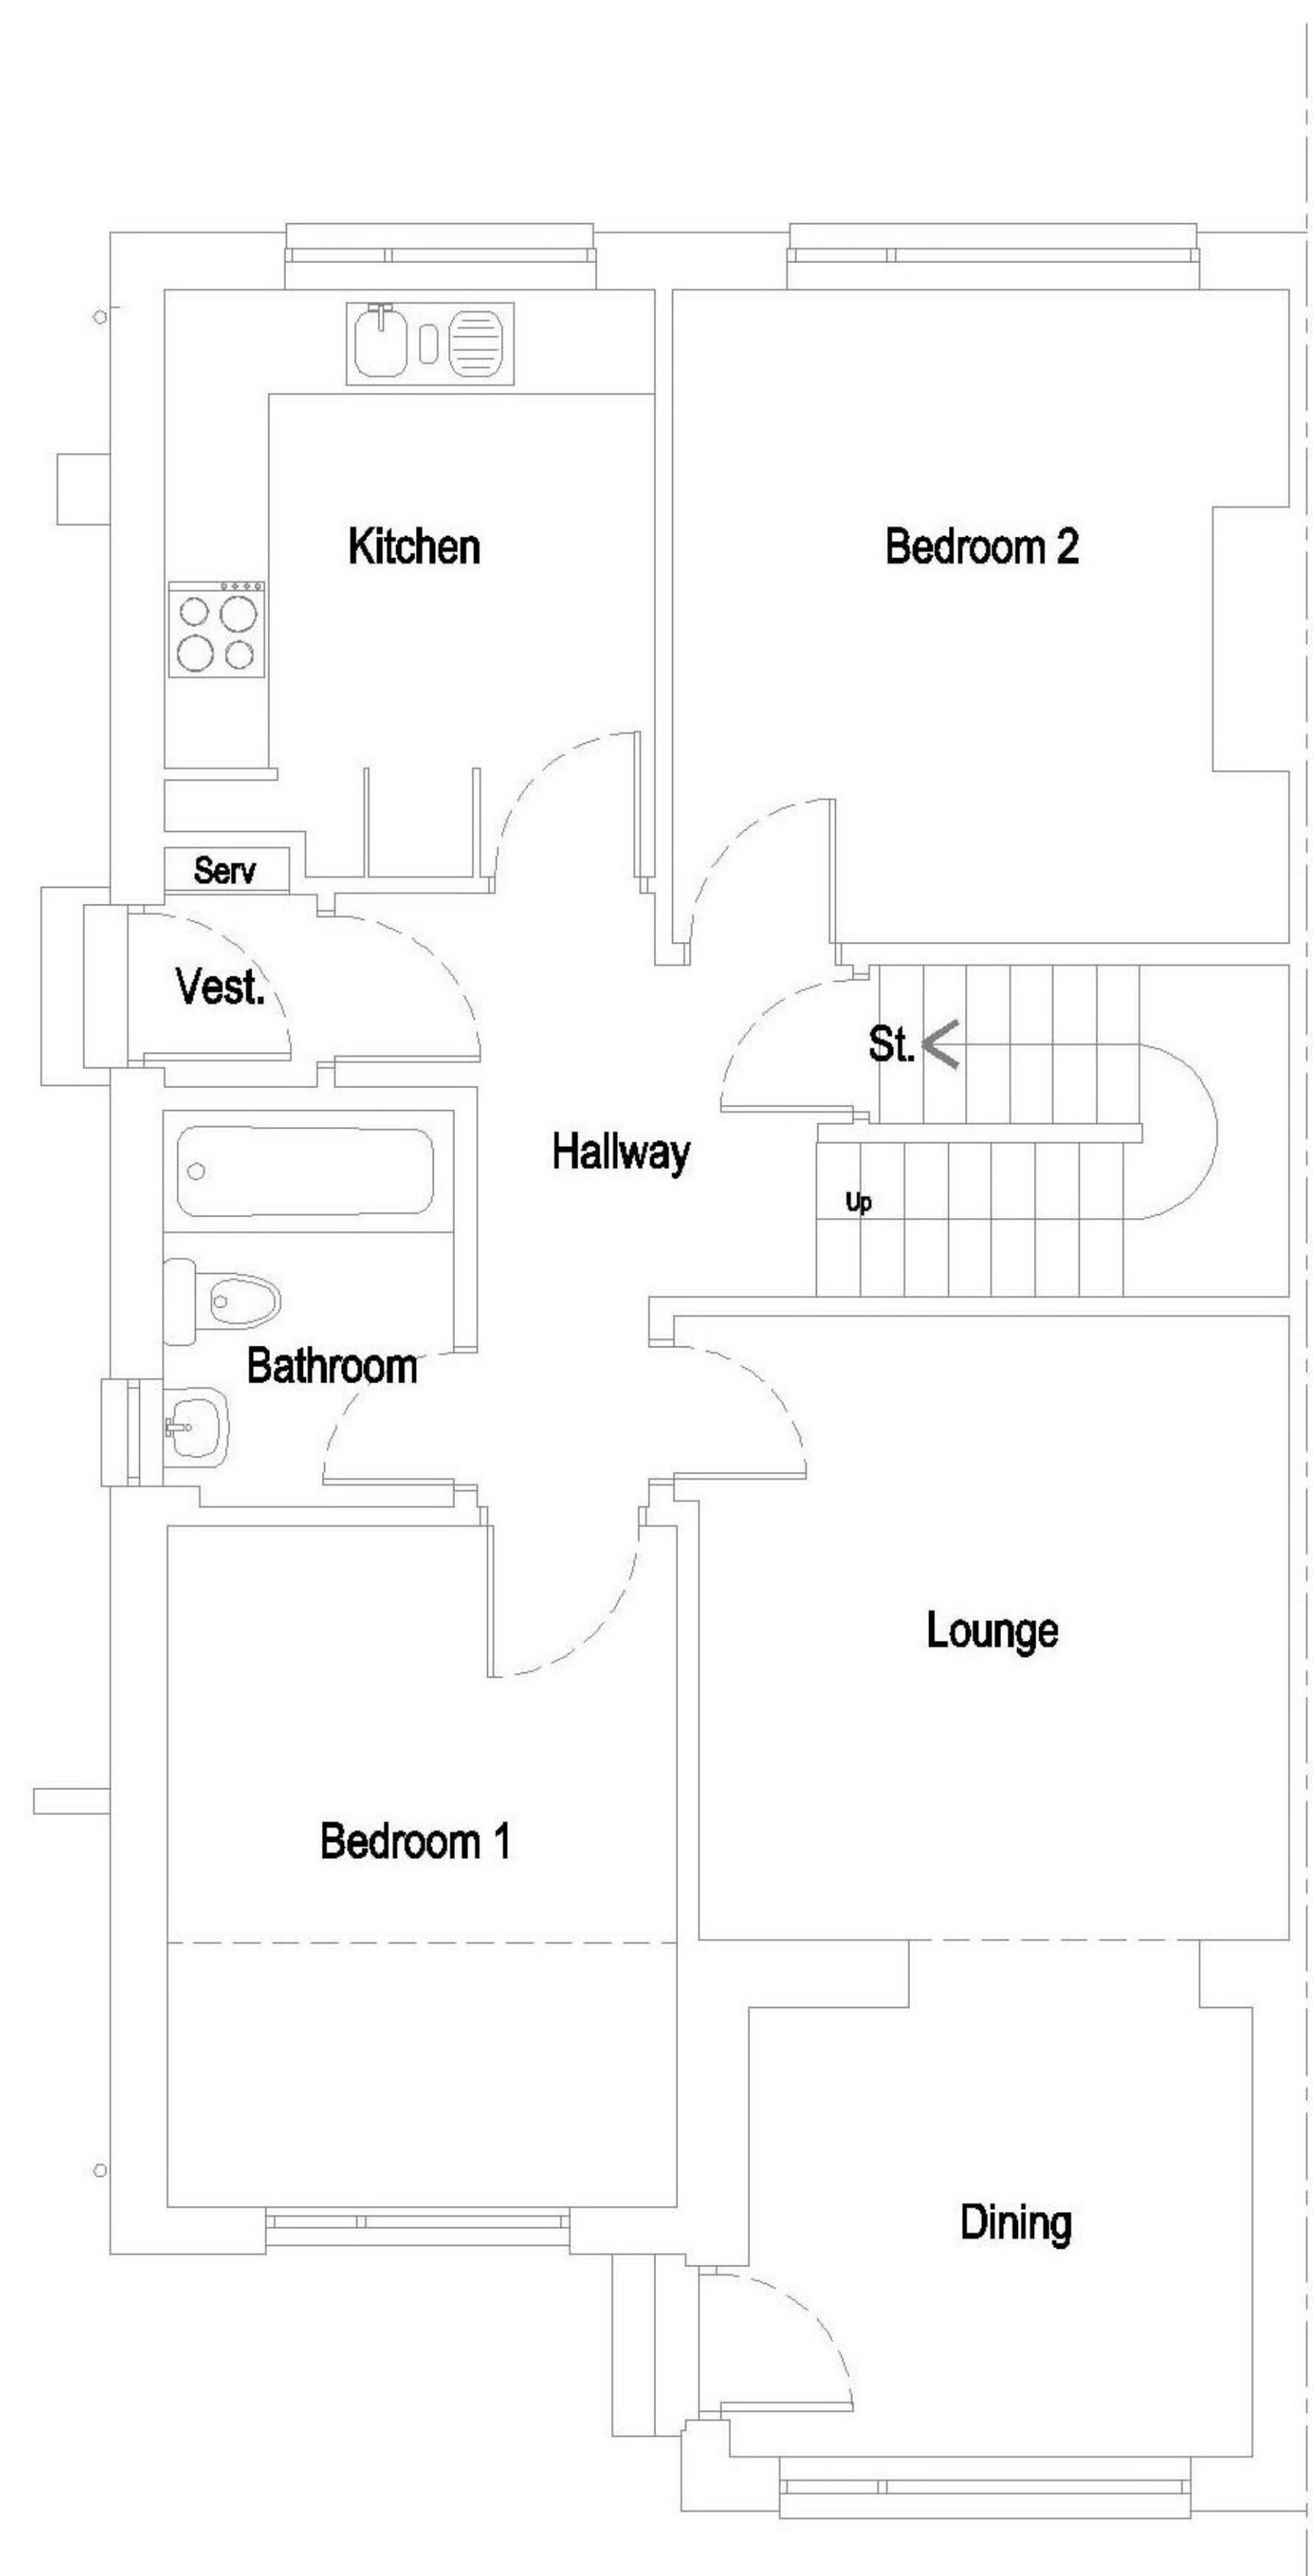 Kitchen
Bedroom 2
Serv
Vest.
St.
Hallway
Up
Bathroom
Lounge
Bedroom 1
Dining